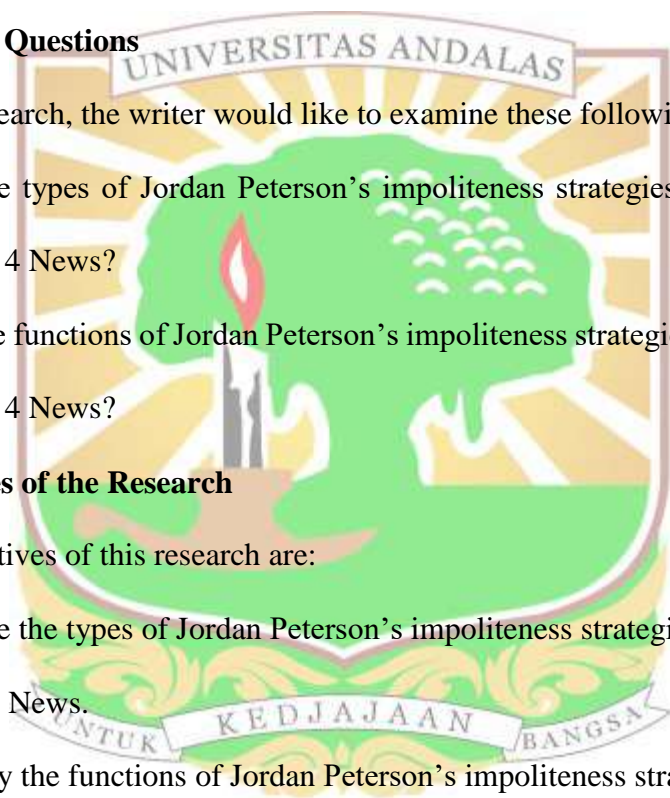 Questions
UNIVERSITAS ANDALAS
earch, the writer would like to examine these followi
e types of Jordan Peterson's impoliteness strategies
4 News?
e functions of Jordan Peterson's impoliteness strategi
4 News?
es of the Research
tives of this research are:
e the types of Jordan Peterson's impoliteness strategi
News.
UNTUK KEDJAJAAN BANGSA
y the functions of Jordan Peterson's impoliteness stra